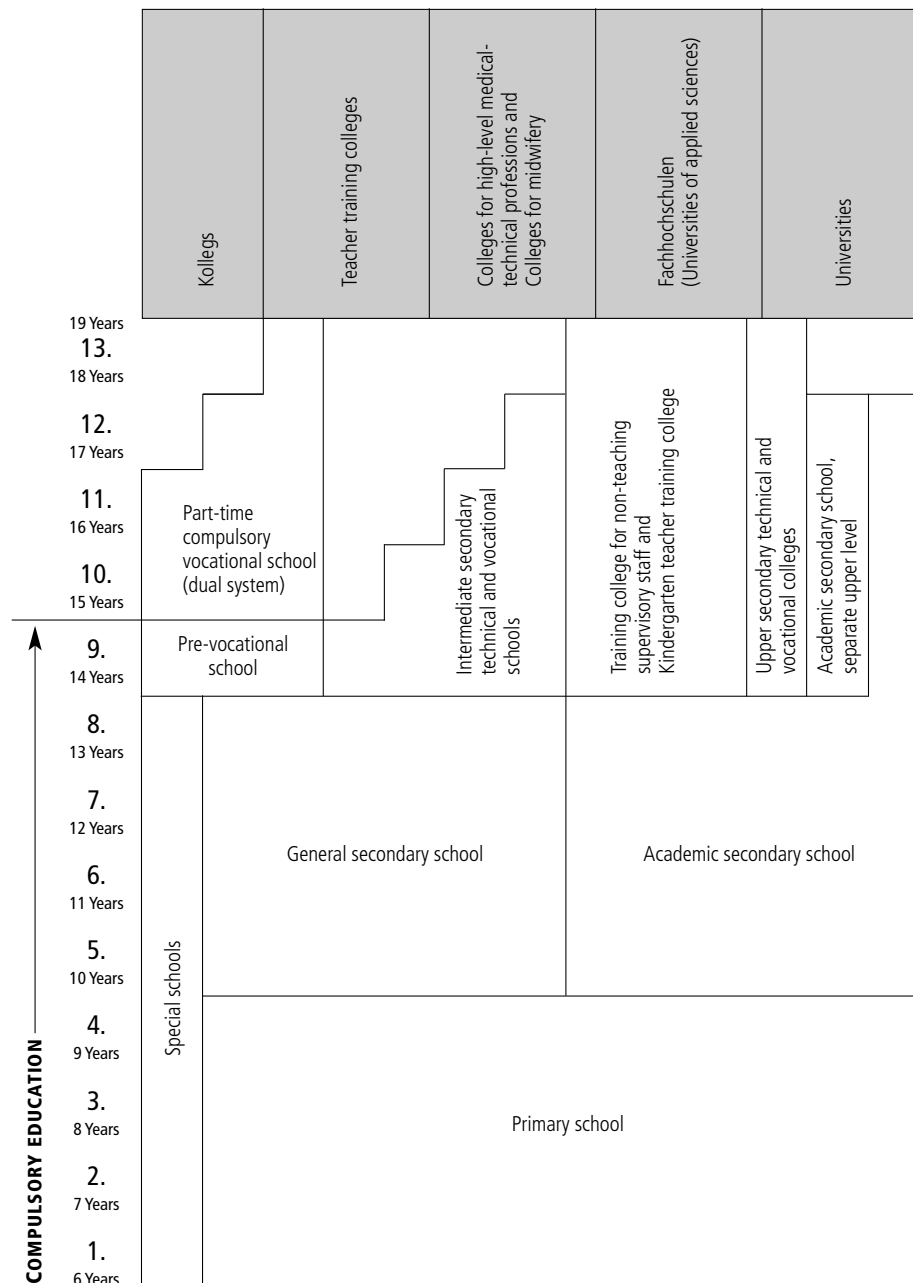 Kollegs
Teacher training colleges
Colleges for high-level medical-
technical professions and
Colleges for midwifery
Fachhochschulen
(Universities of applied sciences)
Universities
19 Years
13.
18 Years
12.
17 Years
11.
16 Years
10.
15 Years
9.
14 Years
8.
13 Years
7.
12 Years
6.
11 Years
5.
10 Years
4.
9 Years
3.
8 Years
2.
7 Years
1.
6 Years
COMPULSORY EDUCATION
Part-time
compulsory
vocational school
(dual system)
Pre-vocational
school
Intermediate secondary
technical and vocational
schools
Training college for non-teaching
supervisory staff and
Kindergarten teacher training college
Upper secondary technical and
vocational colleges
Academic secondary school,
separate upper level
General secondary school
Academic secondary school
Special schools
Primary school